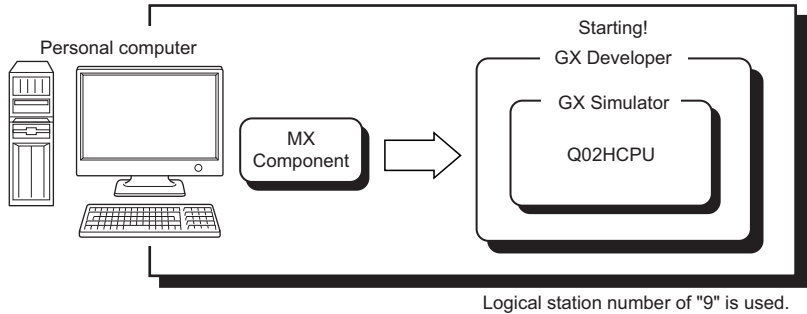 Personal computer
MX
Component
Starting!
GX Developer
GX Simulator
Q02HCPU
Logical station number of "9" is used.